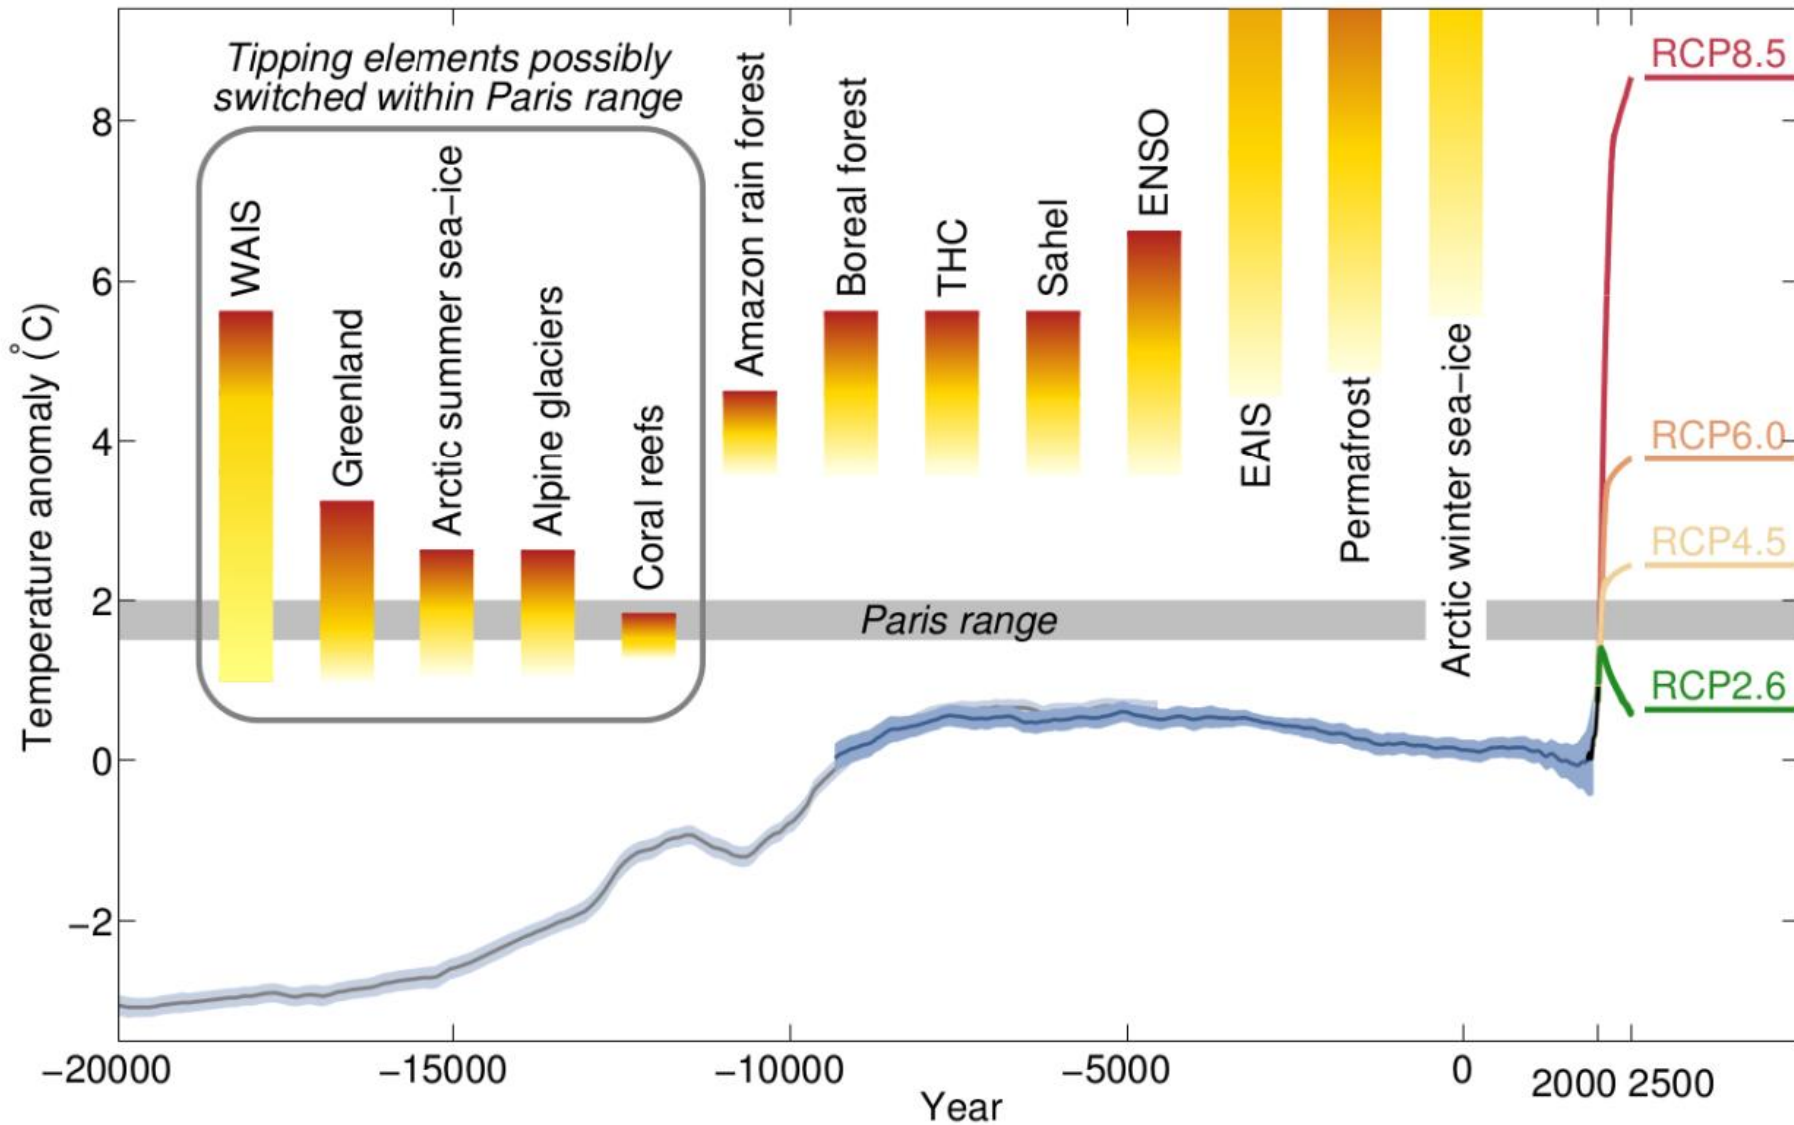 Tipping elements possibly
switched within Paris range
WAIS
Greenland
Arctic summer sea−ice
Alpine glaciers
Coral reefs
Amazon rain forest
Boreal forest
THC
Sahel
ENSO
EAIS
Permafrost
Arctic winter sea−ice
RCP8.5
RCP6.0
RCP4.5
RCP2.6
Paris range
Temperature anomaly (°C)
8
6
4
2
0
−2
−20000
−15000
−10000
−5000
0
2000
2500
Year